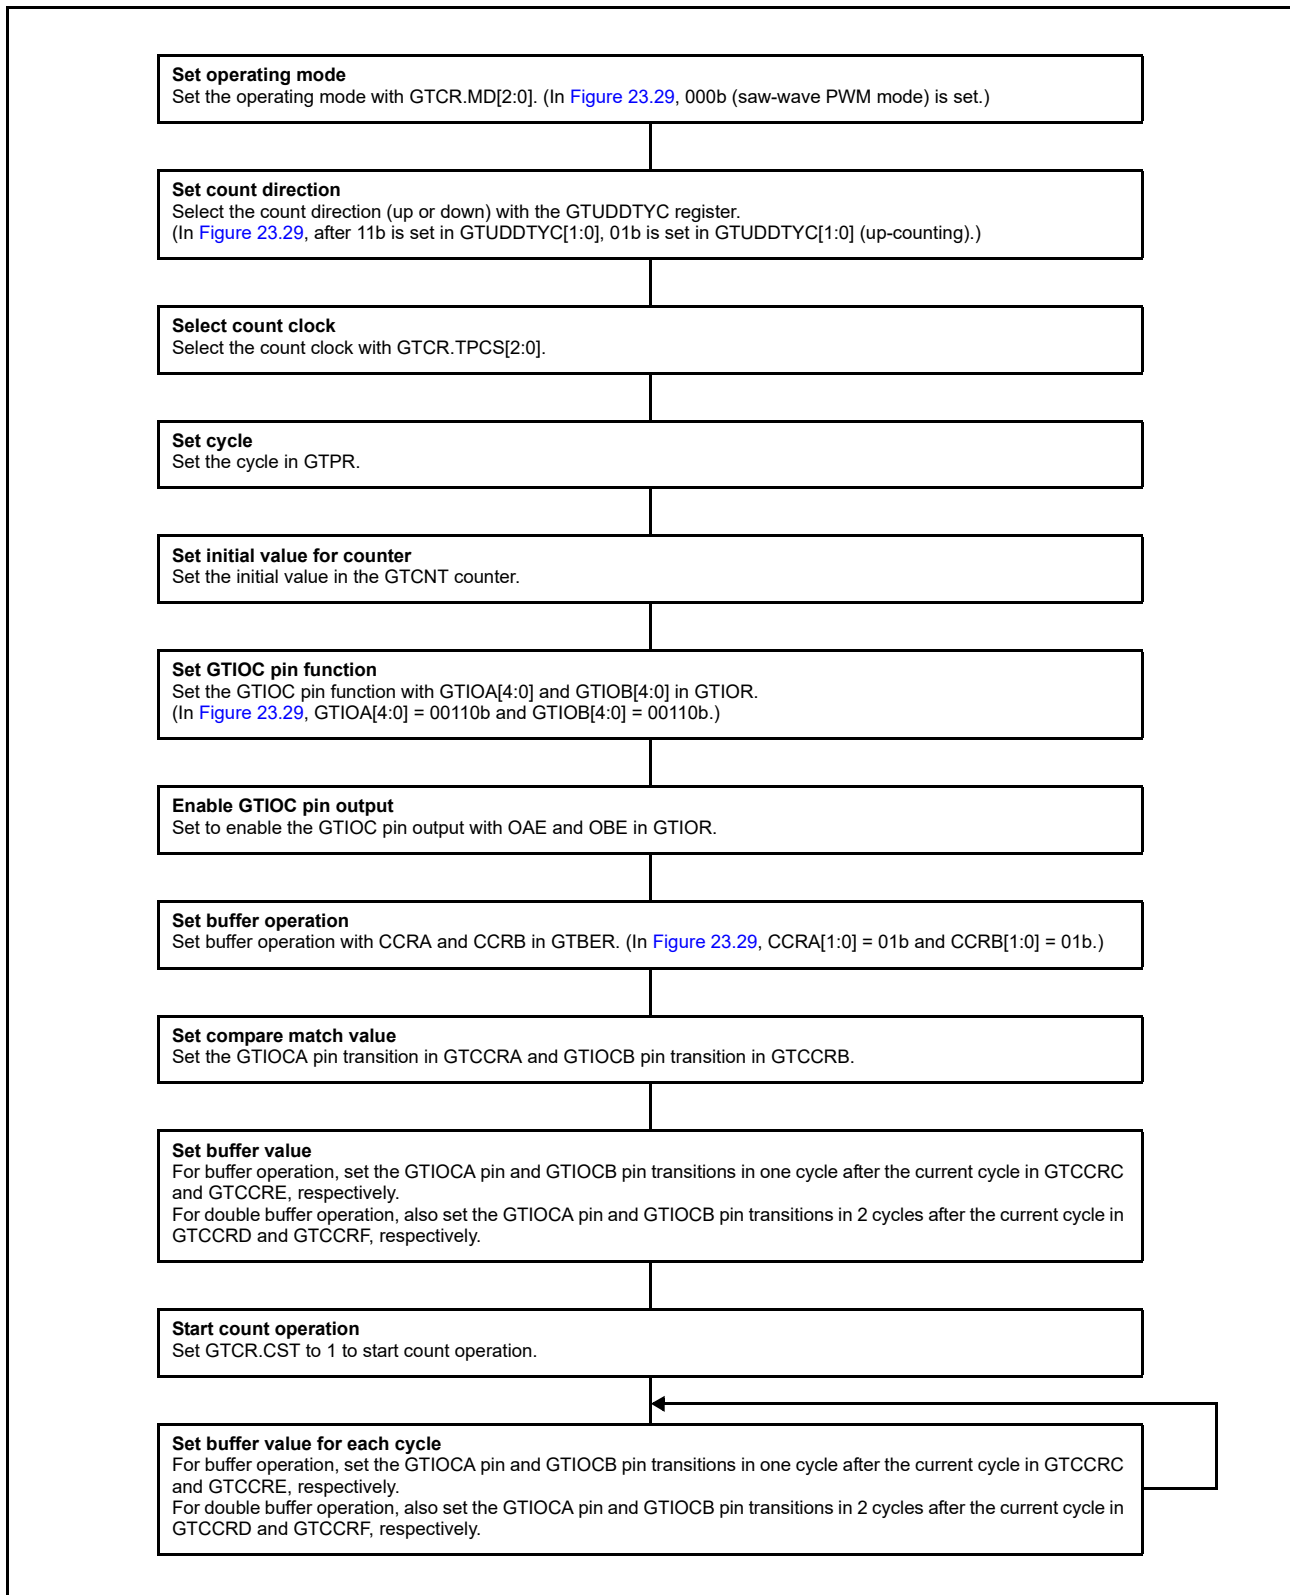 Set operating mode
Set the operating mode with GTCR.MD[2:0]. (In Figure 23.29, 000b (saw-wave PWM mode) is set.)
Set count direction
Select the count direction (up or down) with the GTUDDTYC register.
(In Figure 23.29, after 11b is set in GTUDDTYC[1:0], 01b is set in GTUDDTYC[1:0] (up-counting).)
Select count clock
Select the count clock with GTCR.TPCS[2:0].
Set cycle
Set the cycle in GTPR.
Set initial value for counter
Set the initial value in the GTCNT counter.
Set GTIOC pin function
Set the GTIOC pin function with GTIOA[4:0] and GTIOB[4:0] in GTIOR.
(In Figure 23.29, GTIOA[4:0] = 00110b and GTIOB[4:0] = 00110b.)
Enable GTIOC pin output
Set to enable the GTIOC pin output with OAE and OBE in GTIOR.
Set buffer operation
Set buffer operation with CCRA and CCRB in GTBER. (In Figure 23.29, CCRA[1:0] = 01b and CCRB[1:0] = 01b.)
Set compare match value
Set the GTIOCA pin transition in GTCCRA and GTIOCB pin transition in GTCCRB.
Set buffer value
For buffer operation, set the GTIOCA pin and GTIOCB pin transitions in one cycle after the current cycle in GTCCRC
and GTCCRE, respectively.
For double buffer operation, also set the GTIOCA pin and GTIOCB pin transitions in 2 cycles after the current cycle in
GTCCRD and GTCCRF, respectively.
Start count operation
Set GTCR.CST to 1 to start count operation.
Set buffer value for each cycle
For buffer operation, set the GTIOCA pin and GTIOCB pin transitions in one cycle after the current cycle in GTCCRC
and GTCCRE, respectively.
For double buffer operation, also set the GTIOCA pin and GTIOCB pin transitions in 2 cycles after the current cycle in
GTCCRD and GTCCRF, respectively.